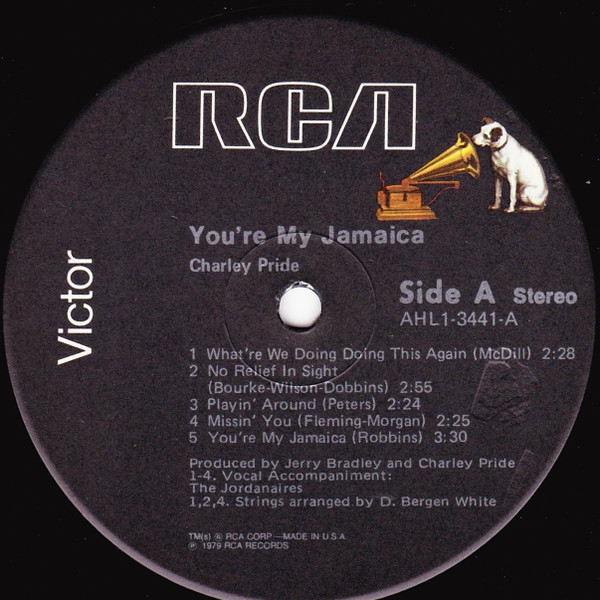 RCA
Victor
You're My Jamaica
Charley Pride
Side A Stereo
AHL1-3441-A
1 What're We Doing Doing This Again (McDill) 2:28
2 No Relief In Sight
(Bourke-Wilson-Dobbins) 2:55
3 Playin' Around (Peters) 2:24
4 Missin' You (Fleming-Morgan) 2:25
5 You're My Jamaica (Robbins) 3:30
Produced by Jerry Bradley and Charley Pride
1-4. Vocal Accompaniment:
The Jordanaires
1,2,4. Strings arranged by D. Bergen White
TM(s) ® RCA CORP—MADE IN U.S.A.
℗ 1979 RCA RECORDS